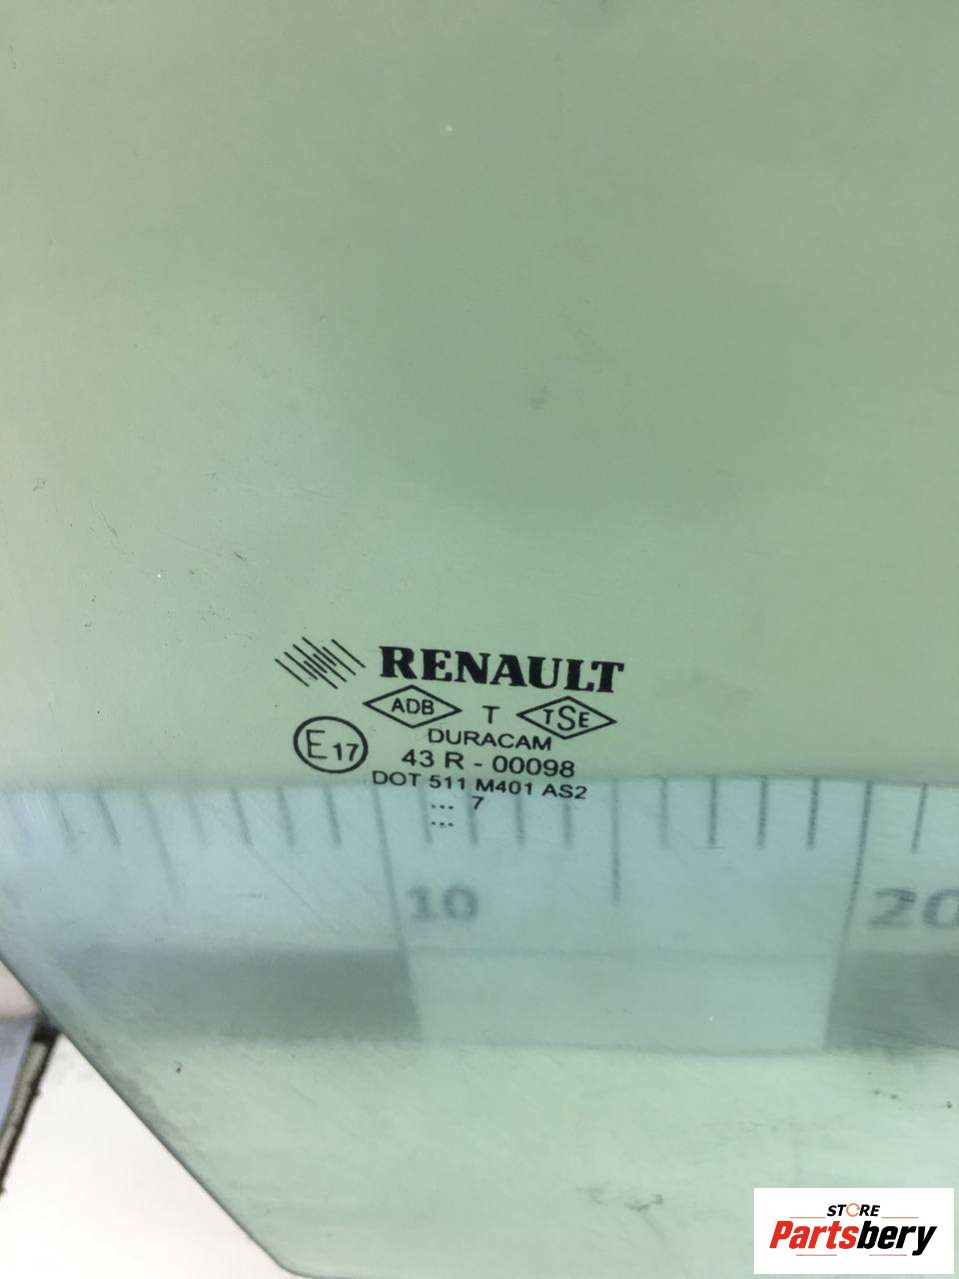 RENAULT
ADB T TSE
DURACAM
E17 43 R - 00098
DOT 511 M401 AS2
... 7
...
10 20
STORE
Partsbery